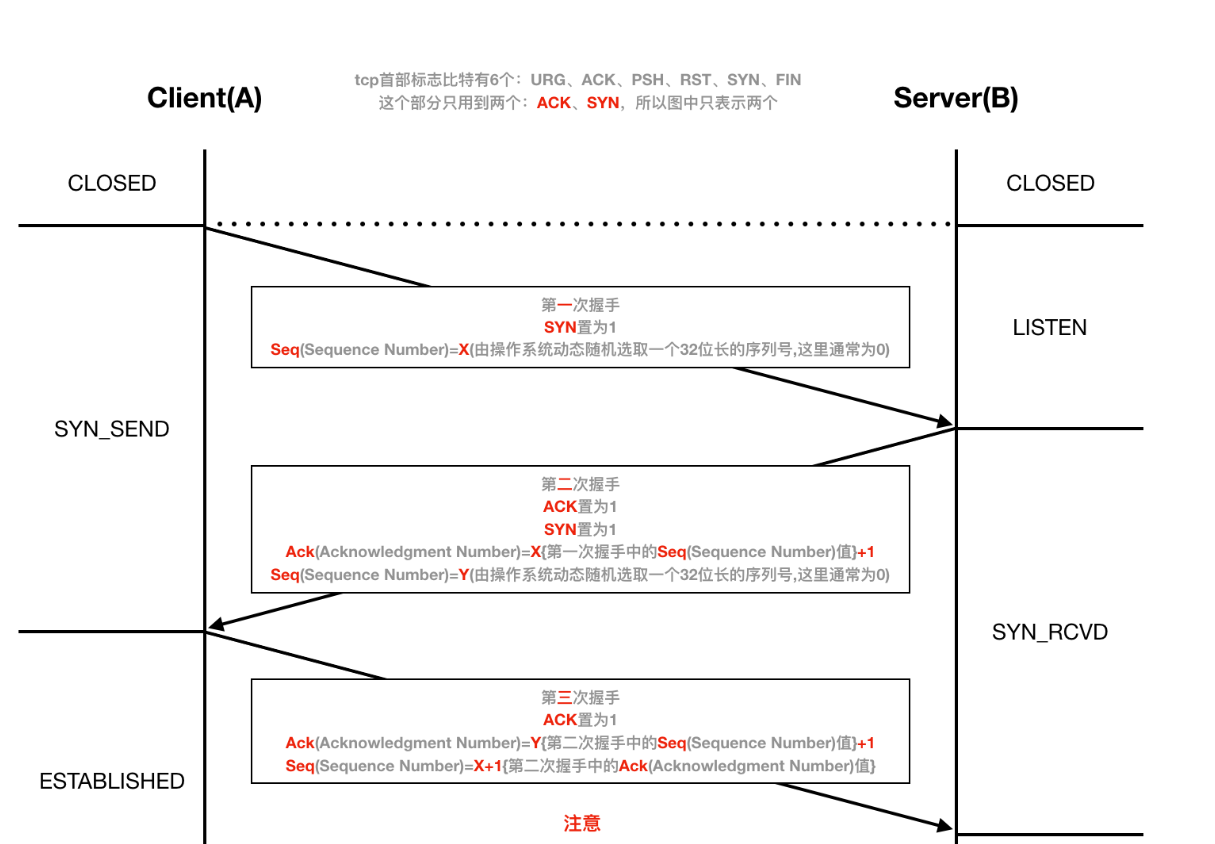 tcp首部标志比特有6个：URG、ACK、PSH、RST、SYN、FIN
Client(A)
这个部分只用到两个：ACK、SYN，所以图中只表示两个
Server(B)
CLOSED
CLOSED
第一次握手
SYN置为1
Seq(Sequence Number)=X(由操作系统动态随机选取一个32位长的序列号,这里通常为0)
LISTEN
SYN_SEND
第二次握手
ACK置为1
SYN置为1
Ack(Acknowledgment Number)=X{第一次握手中的Seq(Sequence Number)值}+1
Seq(Sequence Number)=Y(由操作系统动态随机选取一个32位长的序列号,这里通常为0)
SYN_RCVD
第三次握手
ACK置为1
Ack(Acknowledgment Number)=Y{第二次握手中的Seq(Sequence Number)值}+1
Seq(Sequence Number)=X+1{第二次握手中的Ack(Acknowledgment Number)值}
ESTABLISHED
注意